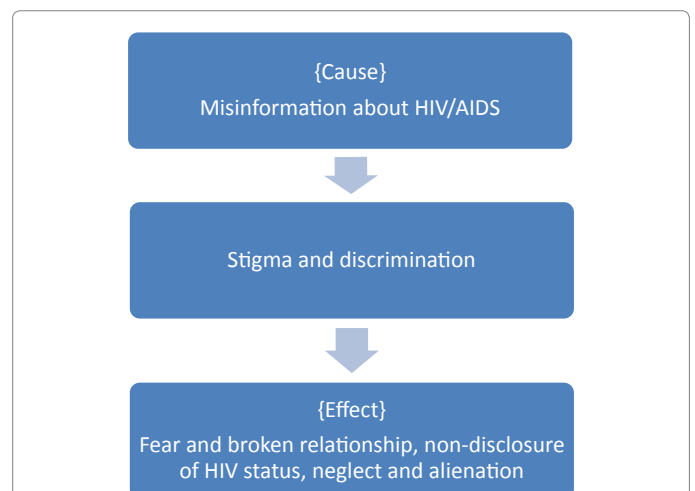 {Cause}
Misinformation about HIV/AIDS
Stigma and discrimination
{Effect}
Fear and broken relationship, non-disclosure
of HIV status, neglect and alienation